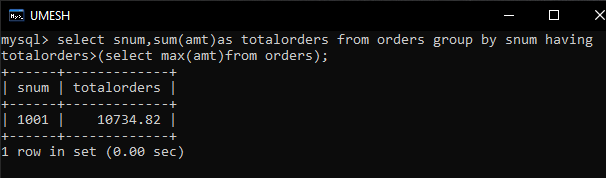 UMESH
mysql> select snum,sum(amt)as totalorders from orders group by snum having
totalorders>(select max(amt)from orders);
+------+-------------+
| snum | totalorders |
+------+-------------+
| 1001 |    10734.82 |
+------+-------------+
1 row in set (0.00 sec)